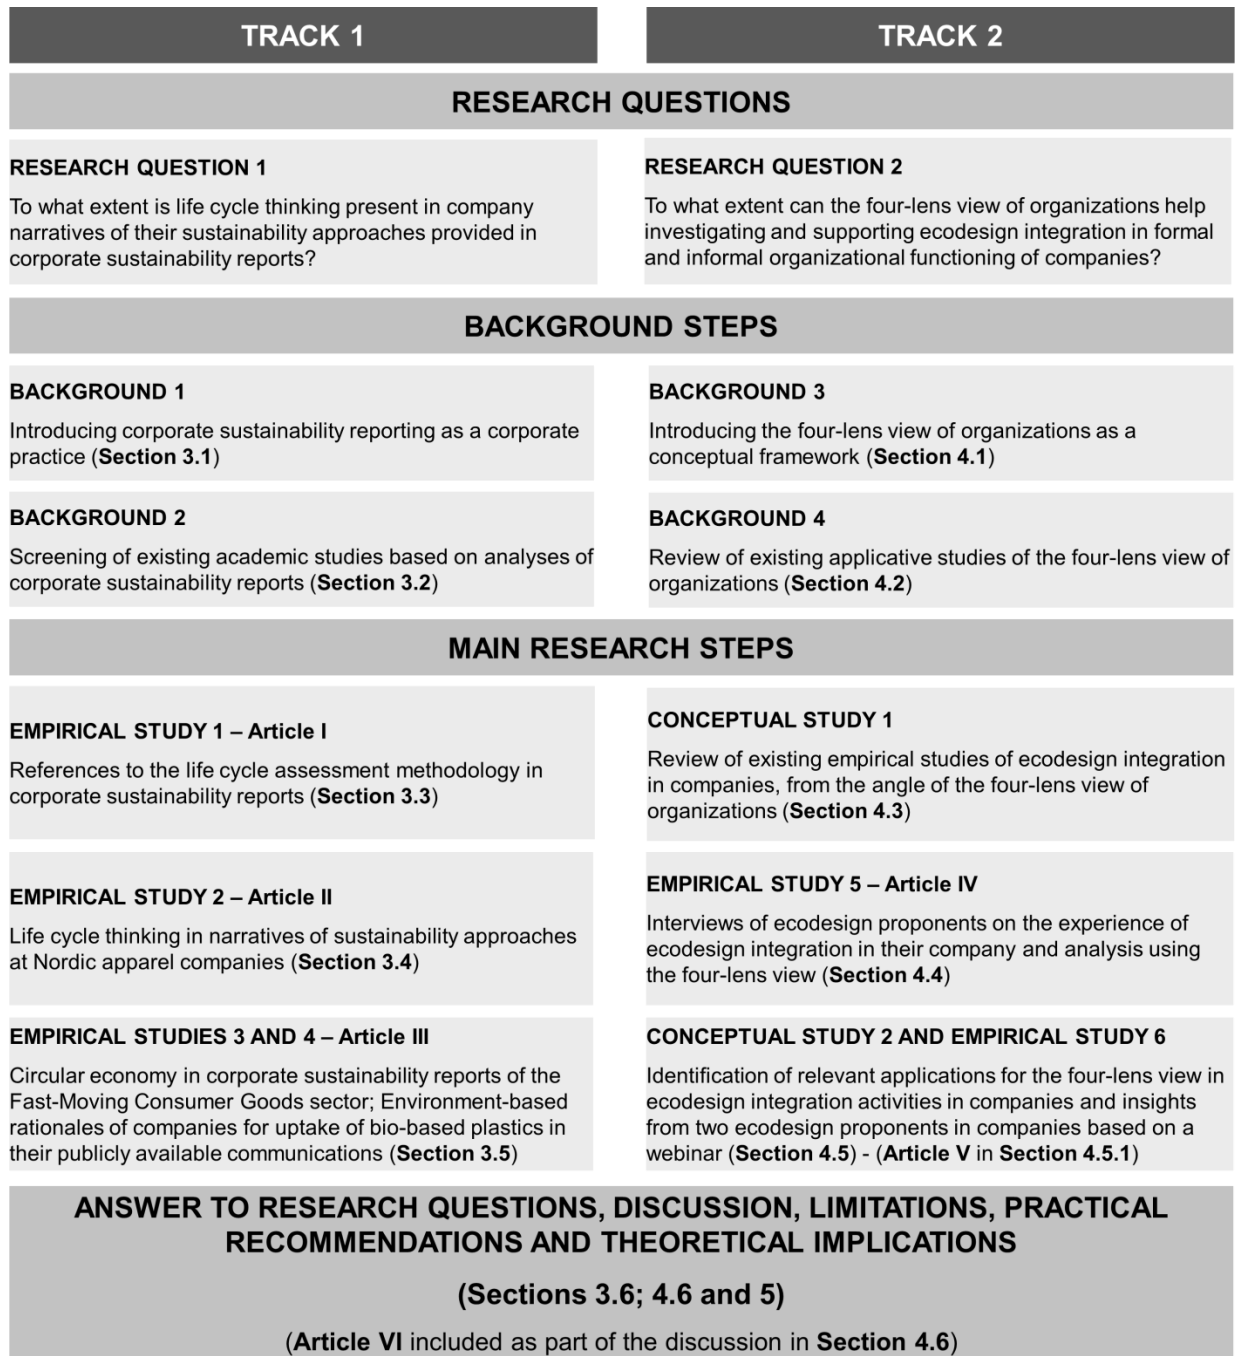 TRACK 1
TRACK 2
RESEARCH QUESTIONS
RESEARCH QUESTION 1
To what extent is life cycle thinking present in company
narratives of their sustainability approaches provided in
corporate sustainability reports?
RESEARCH QUESTION 2
To what extent can the four-lens view of organizations help
investigating and supporting ecodesign integration in formal
and informal organizational functioning of companies?
BACKGROUND STEPS
BACKGROUND 1
Introducing corporate sustainability reporting as a corporate
practice (Section 3.1)
BACKGROUND 3
Introducing the four-lens view of organizations as a
conceptual framework (Section 4.1)
BACKGROUND 2
Screening of existing academic studies based on analyses of
corporate sustainability reports (Section 3.2)
BACKGROUND 4
Review of existing applicative studies of the four-lens view of
organizations (Section 4.2)
MAIN RESEARCH STEPS
EMPIRICAL STUDY 1 – Article I
References to the life cycle assessment methodology in
corporate sustainability reports (Section 3.3)
CONCEPTUAL STUDY 1
Review of existing empirical studies of ecodesign integration
in companies, from the angle of the four-lens view of
organizations (Section 4.3)
EMPIRICAL STUDY 2 – Article II
Life cycle thinking in narratives of sustainability approaches
at Nordic apparel companies (Section 3.4)
EMPIRICAL STUDY 5 – Article IV
Interviews of ecodesign proponents on the experience of
ecodesign integration in their company and analysis using
the four-lens view (Section 4.4)
EMPIRICAL STUDIES 3 AND 4 – Article III
Circular economy in corporate sustainability reports of the
Fast-Moving Consumer Goods sector; Environment-based
rationales of companies for uptake of bio-based plastics in
their publicly available communications (Section 3.5)
CONCEPTUAL STUDY 2 AND EMPIRICAL STUDY 6
Identification of relevant applications for the four-lens view in
ecodesign integration activities in companies and insights
from two ecodesign proponents in companies based on a
webinar (Section 4.5) - (Article V in Section 4.5.1)
ANSWER TO RESEARCH QUESTIONS, DISCUSSION, LIMITATIONS, PRACTICAL
RECOMMENDATIONS AND THEORETICAL IMPLICATIONS
(Sections 3.6; 4.6 and 5)
(Article VI included as part of the discussion in Section 4.6)